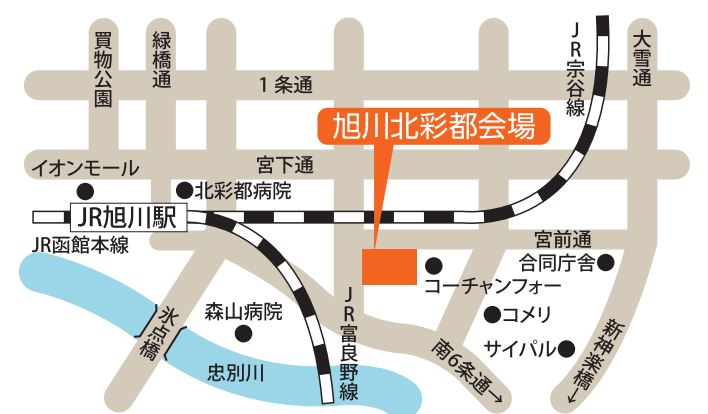 買物公園
緑橋通
JR宗谷線
大雪通
1条通
旭川北彩都会場
イオンモール
宮下通
北彩都病院
JR旭川駅
JR函館本線
宮前通
合同庁舎
コーチャンフォー
氷点橋
森山病院
JR富良野線
コメリ
新神楽橋→
サイパル
南6条通→
忠別川